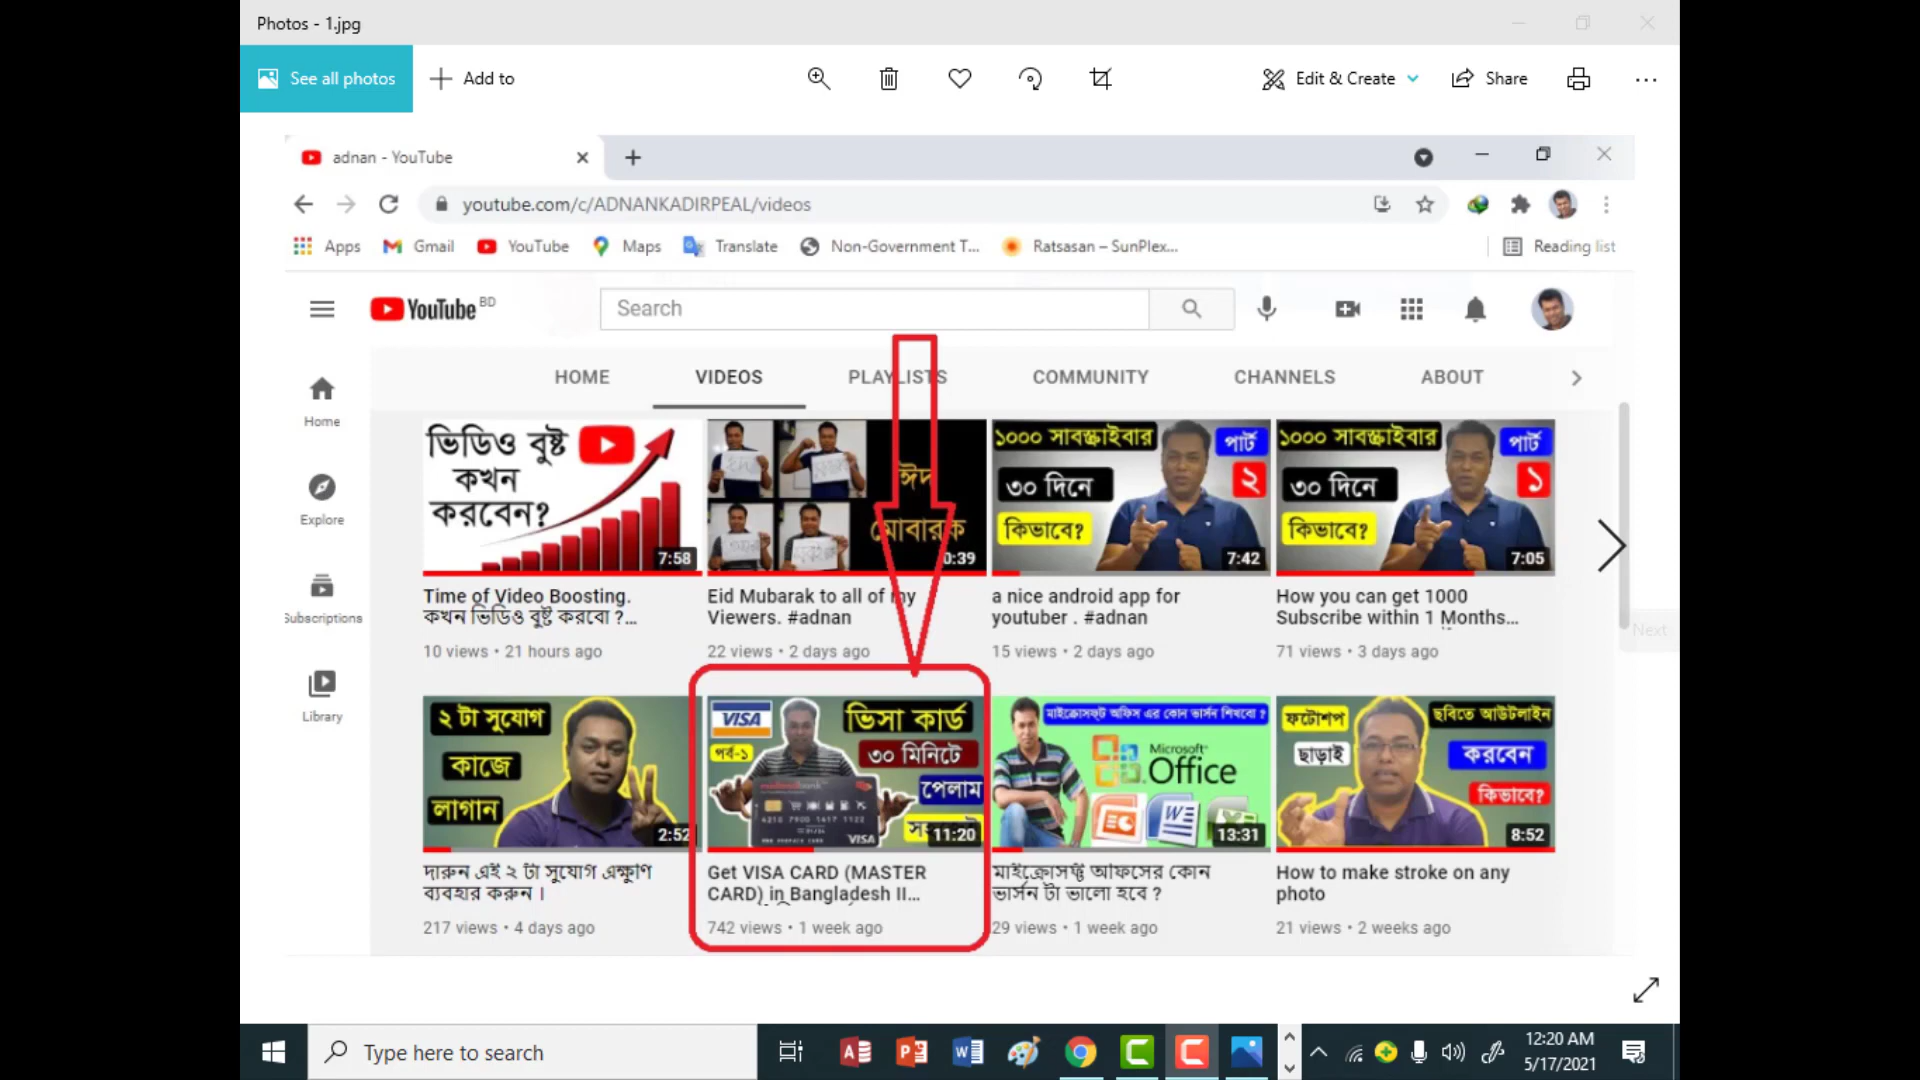 Photos - 1.jpg
See all photos
Add to
Edit & Create
Share
adnan - YouTube
youtube.com/c/ADNANKADIRPEAL/videos
Apps
Gmail
YouTube
Maps
Translate
Non-Government T...
Ratsasan – SunPlex...
Reading list
YouTube BD
Search
HOME
VIDEOS
PLAYLISTS
COMMUNITY
CHANNELS
ABOUT
Home
Explore
Subscriptions
Library
ভিডিও বুষ্ট
কখন
করবেন?
7:58
Time of Video Boosting.
কখন ভিডিও বুষ্ট করবো ?...
10 views • 21 hours ago
ঈদ
মোবারক
0:39
Eid Mubarak to all of my
Viewers. #adnan
22 views • 2 days ago
১০০০ সাবস্ক্রাইবার
পার্ট
২
৩০ দিনে
কিভাবে?
7:42
a nice android app for
youtuber . #adnan
15 views • 2 days ago
১০০০ সাবস্ক্রাইবার
পার্ট
১
৩০ দিনে
কিভাবে?
7:05
How you can get 1000
Subscribe within 1 Months...
71 views • 3 days ago
Next
২ টা সুযোগ
কাজে
লাগান
2:52
দারুন এই ২ টা সুযোগ এক্ষুণি
ব্যবহার করুন ।
217 views • 4 days ago
VISA
ভিসা কার্ড
পর্ব-১
৩০ মিনিটে
পেলাম
VISA
11:20
Get VISA CARD (MASTER
CARD) in Bangladesh II...
742 views • 1 week ago
মাইক্রোসফ্ট অফিস এর কোন ভার্সন শিখবো ?
Microsoft
Office
13:31
মাইক্রোসফ্ট অফিসের কোন
ভার্সন টা ভালো হবে ?
29 views • 1 week ago
ফটোশপ
ছবিতে আউটলাইন
ছাড়াই
করবেন
কিভাবে?
8:52
How to make stroke on any
photo
21 views • 2 weeks ago
Type here to search
12:20 AM
5/17/2021